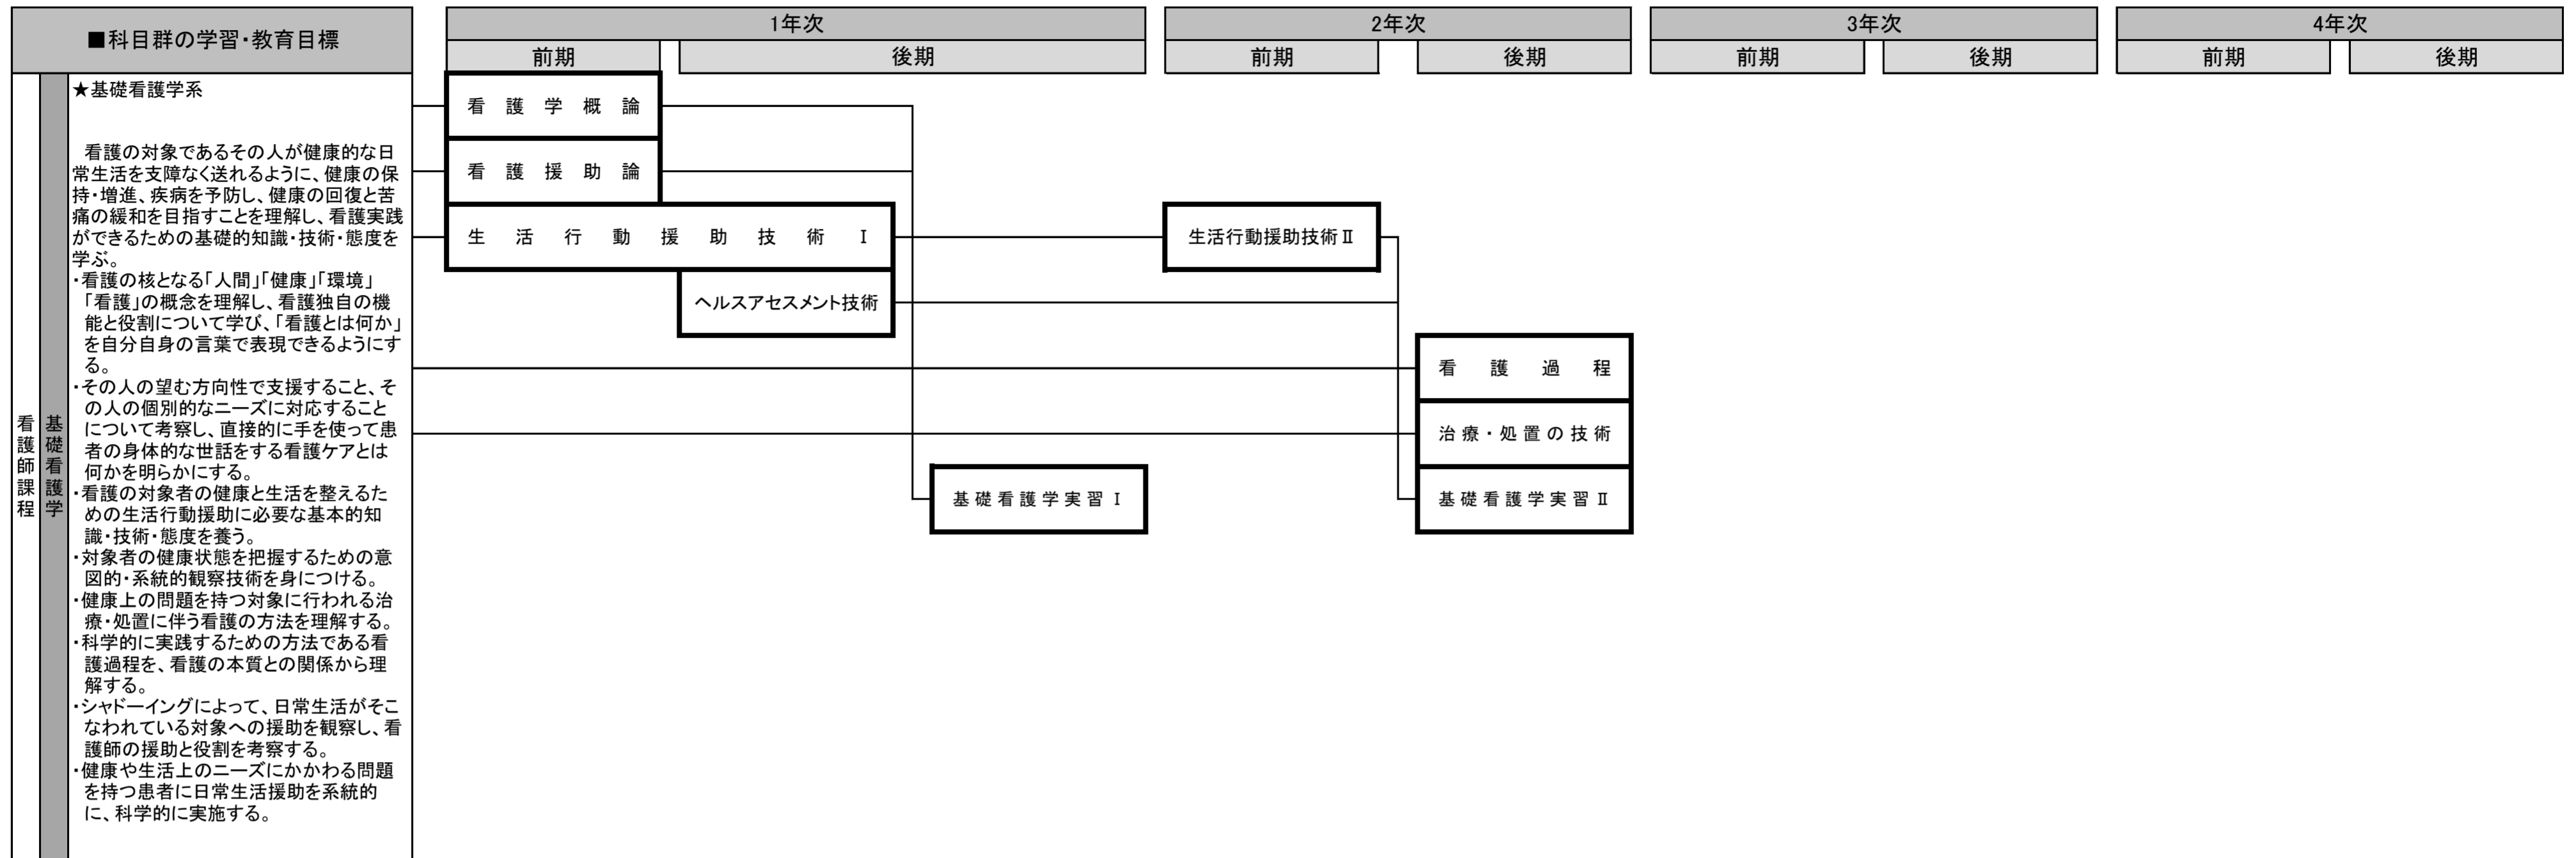 ■科目群の学習・教育目標
1年次
2年次
3年次
4年次
前期
後期
前期
後期
前期
後期
前期
後期
看護師課程
基礎看護学
★基礎看護学系
看護の対象であるその人が健康的な日
常生活を支障なく送れるように、健康の保
持・増進、疾病を予防し、健康の回復と苦
痛の緩和を目指すことを理解し、看護実践
ができるための基礎的知識・技術・態度を
学ぶ。
・看護の核となる「人間」「健康」「環境」
「看護」の概念を理解し、看護独自の機
能と役割について学び、「看護とは何か」
を自分自身の言葉で表現できるようにす
る。
・その人の望む方向性で支援すること、そ
の人の個別的なニーズに対応すること
について考察し、直接的に手を使って患
者の身体的な世話をする看護ケアとは
何かを明らかにする。
・看護の対象者の健康と生活を整えるた
めの生活行動援助に必要な基本的知
識・技術・態度を養う。
・対象者の健康状態を把握するための意
図的・系統的観察技術を身につける。
・健康上の問題を持つ対象に行われる治
療・処置に伴う看護の方法を理解する。
・科学的に実践するための方法である看
護過程を、看護の本質との関係から理
解する。
・シャドーイングによって、日常生活がそこ
なわれている対象への援助を観察し、看
護師の援助と役割を考察する。
・健康や生活上のニーズにかかわる問題
を持つ患者に日常生活援助を系統的
に、科学的に実施する。
看護学概論
看護援助論
生活行動援助技術Ⅰ
生活行動援助技術Ⅱ
ヘルスアセスメント技術
看護過程
治療・処置の技術
基礎看護学実習Ⅰ
基礎看護学実習Ⅱ